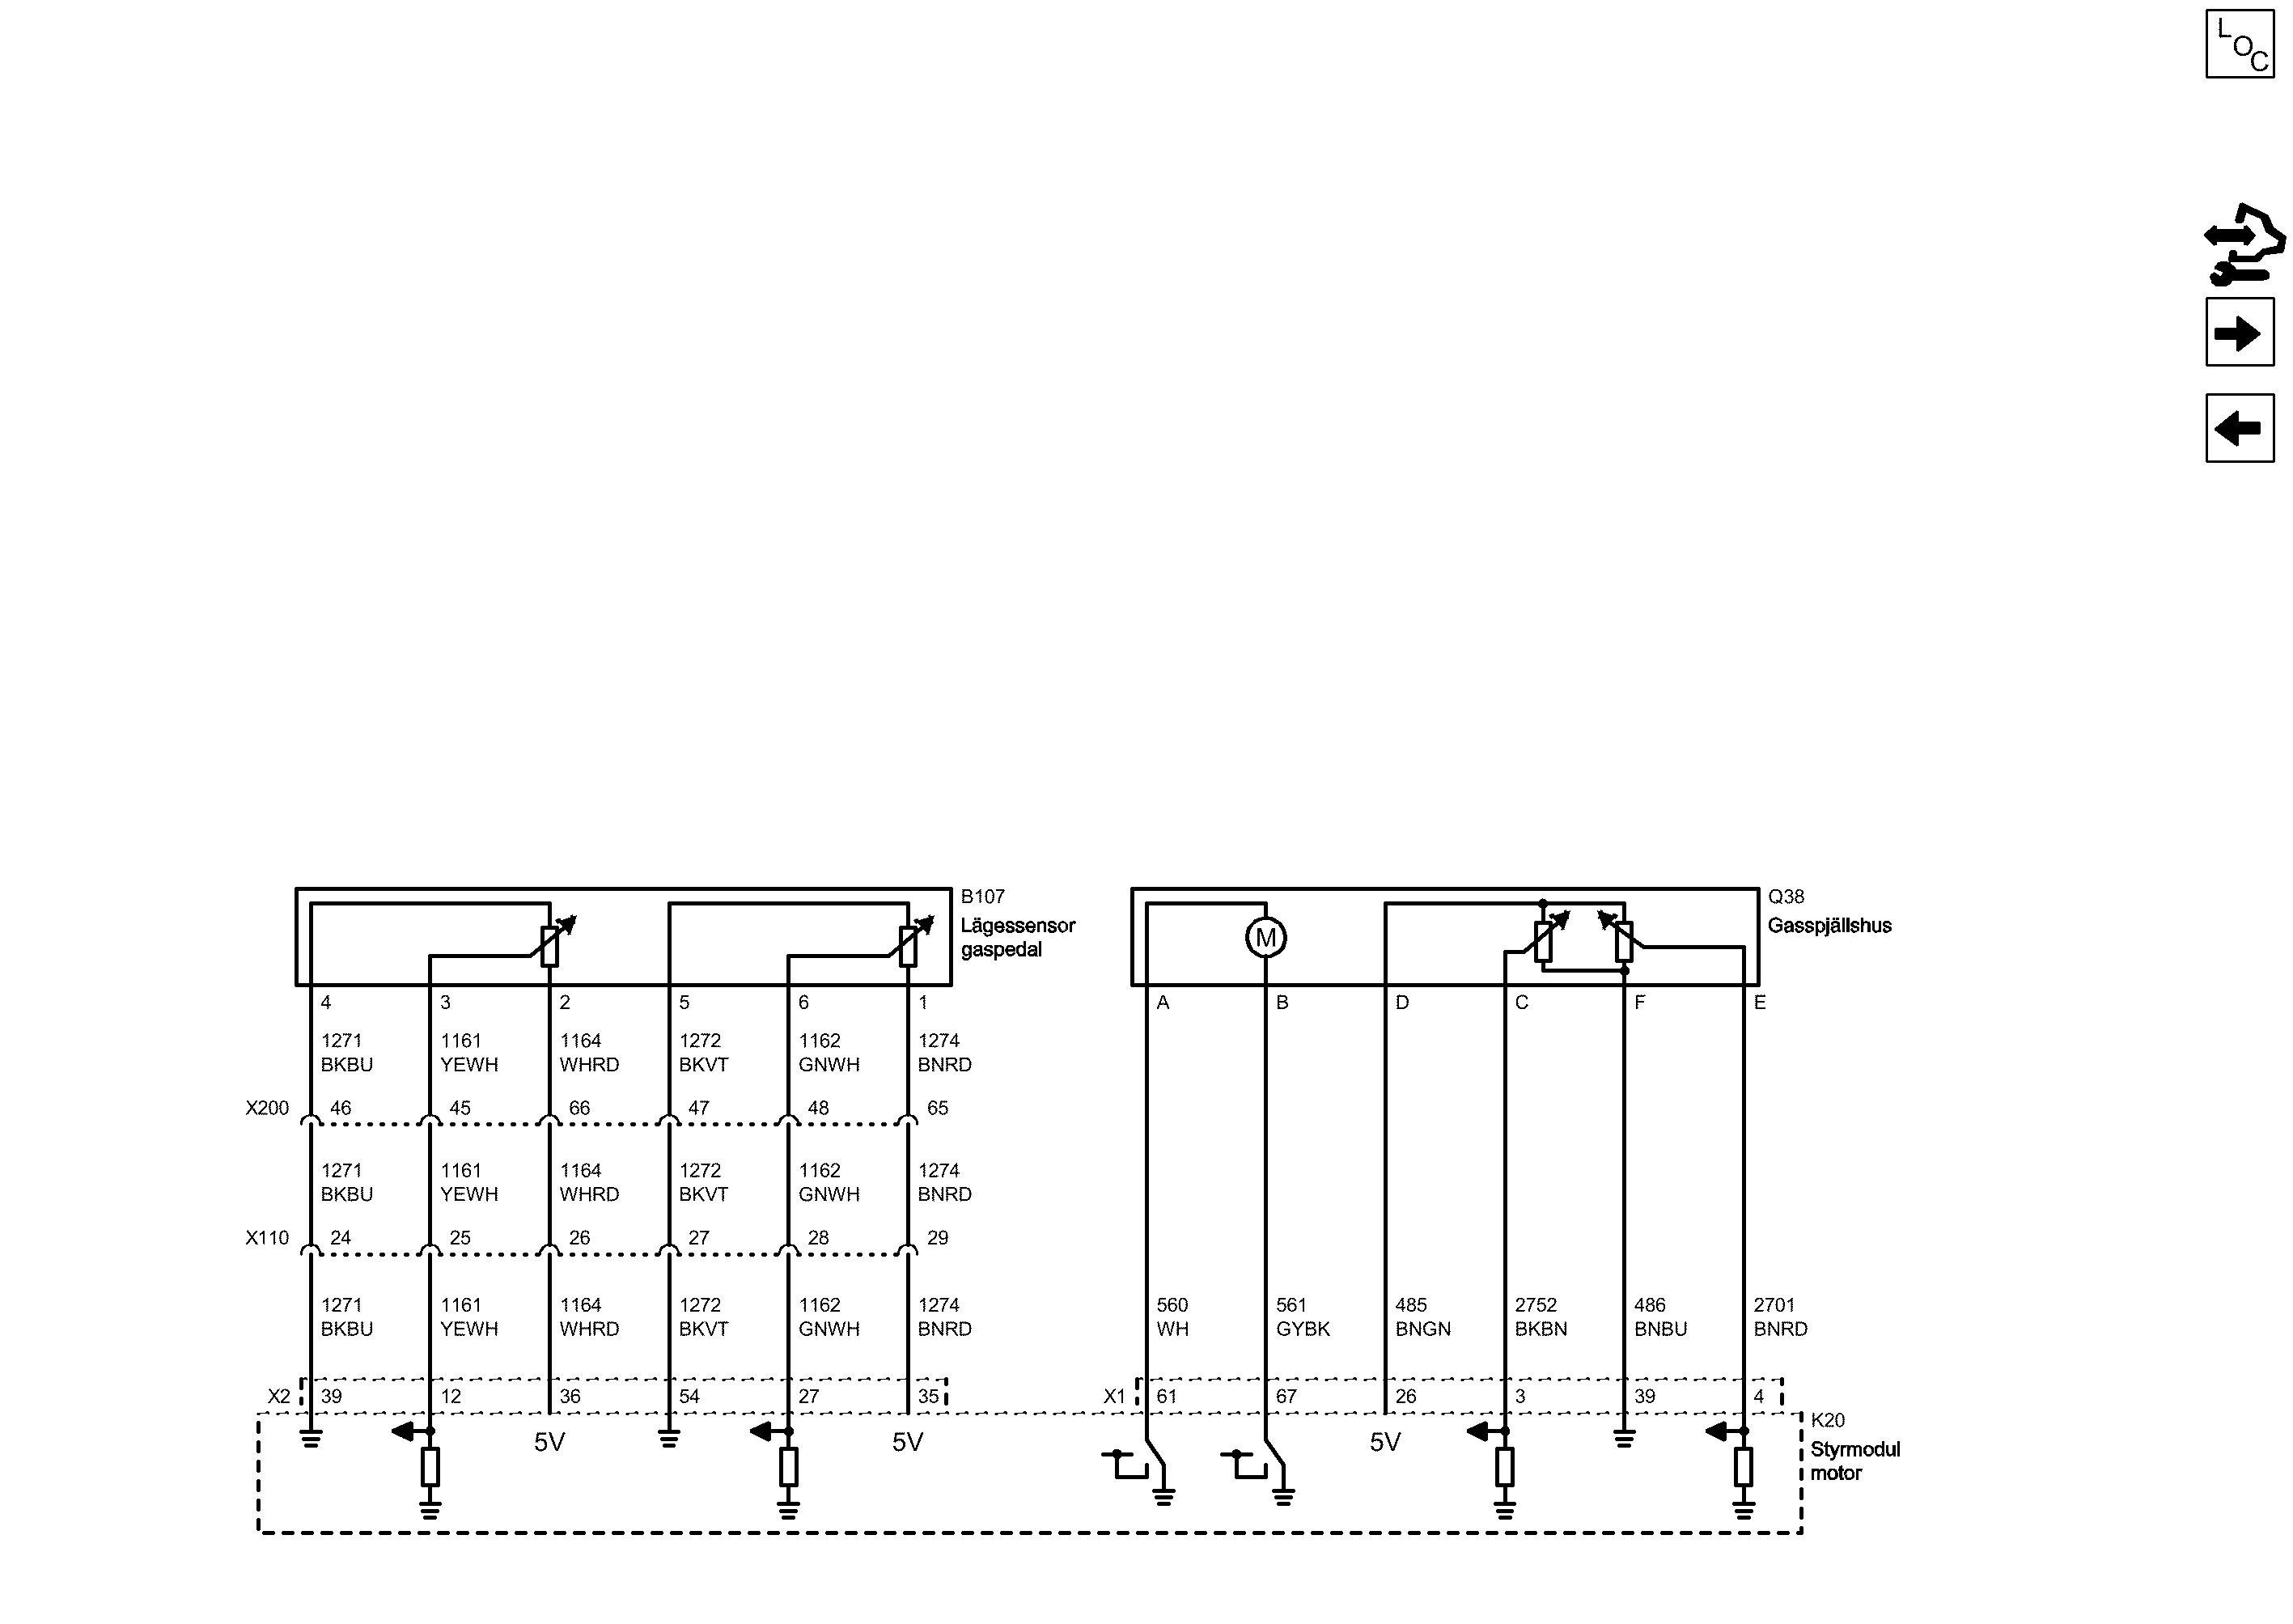 LOC
B107
Lägessensor
gaspedal
M
Q38
Gasspjällshus
4 3 2 5 6 1 A B D C F E
1271 1161 1164 1272 1162 1274
BKBU YEWH WHRD BKVT GNWH BNRD
X200 46 45 66 47 48 65
1271 1161 1164 1272 1162 1274
BKBU YEWH WHRD BKVT GNWH BNRD
X110 24 25 26 27 28 29
1271 1161 1164 1272 1162 1274 560 561 485 2752 486 2701
BKBU YEWH WHRD BKVT GNWH BNRD WH GYBK BNGN BKBN BNBU BNRD
X2 39 12 36 54 27 35 X1 61 67 26 3 39 4
K20
5V 5V 5V
Styrmodul
motor